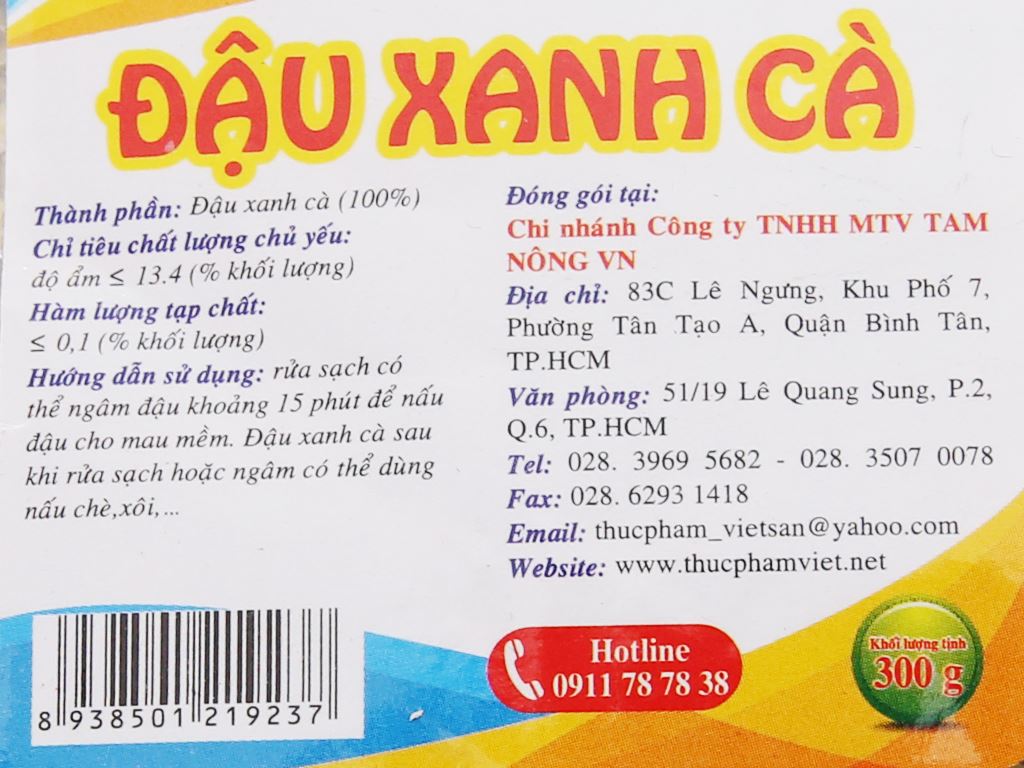 ĐẬU XANH CÀ
Thành phần: Đậu xanh cà (100%)
Chỉ tiêu chất lượng chủ yếu:
độ ẩm ≤ 13.4 (% khối lượng)
Hàm lượng tạp chất:
≤ 0,1 (% khối lượng)
Hướng dẫn sử dụng: rửa sạch có
thể ngâm đậu khoảng 15 phút để nấu
đậu cho mau mềm. Đậu xanh cà sau
khi rửa sạch hoặc ngâm có thể dùng
nấu chè,xôi,...
Đóng gói tại:
Chi nhánh Công ty TNHH MTV TAM
NÔNG VN
Địa chỉ: 83C Lê Ngưng, Khu Phố 7,
Phường Tân Tạo A, Quận Bình Tân,
TP.HCM
Văn phòng: 51/19 Lê Quang Sung, P.2,
Q.6, TP.HCM
Tel: 028. 3969 5682 - 028. 3507 0078
Fax: 028. 6293 1418
Email: thucpham_vietsan@yahoo.com
Website: www.thucphamviet.net
8 938501 219237
Hotline
0911 78 78 38
Khối lượng tịnh
300 g